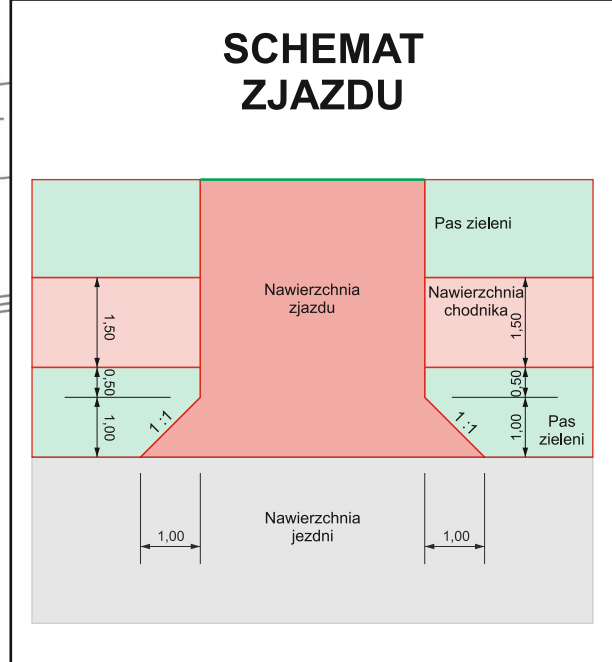 SCHEMAT
ZJAZDU
Pas zieleni
Nawierzchnia
zjazdu
Nawierzchnia
chodnika
1,50
1,50
0,50
0,50
1,00
1:1
1:1
1,00
Pas
zieleni
Nawierzchnia
jezdni
1,00
1,00